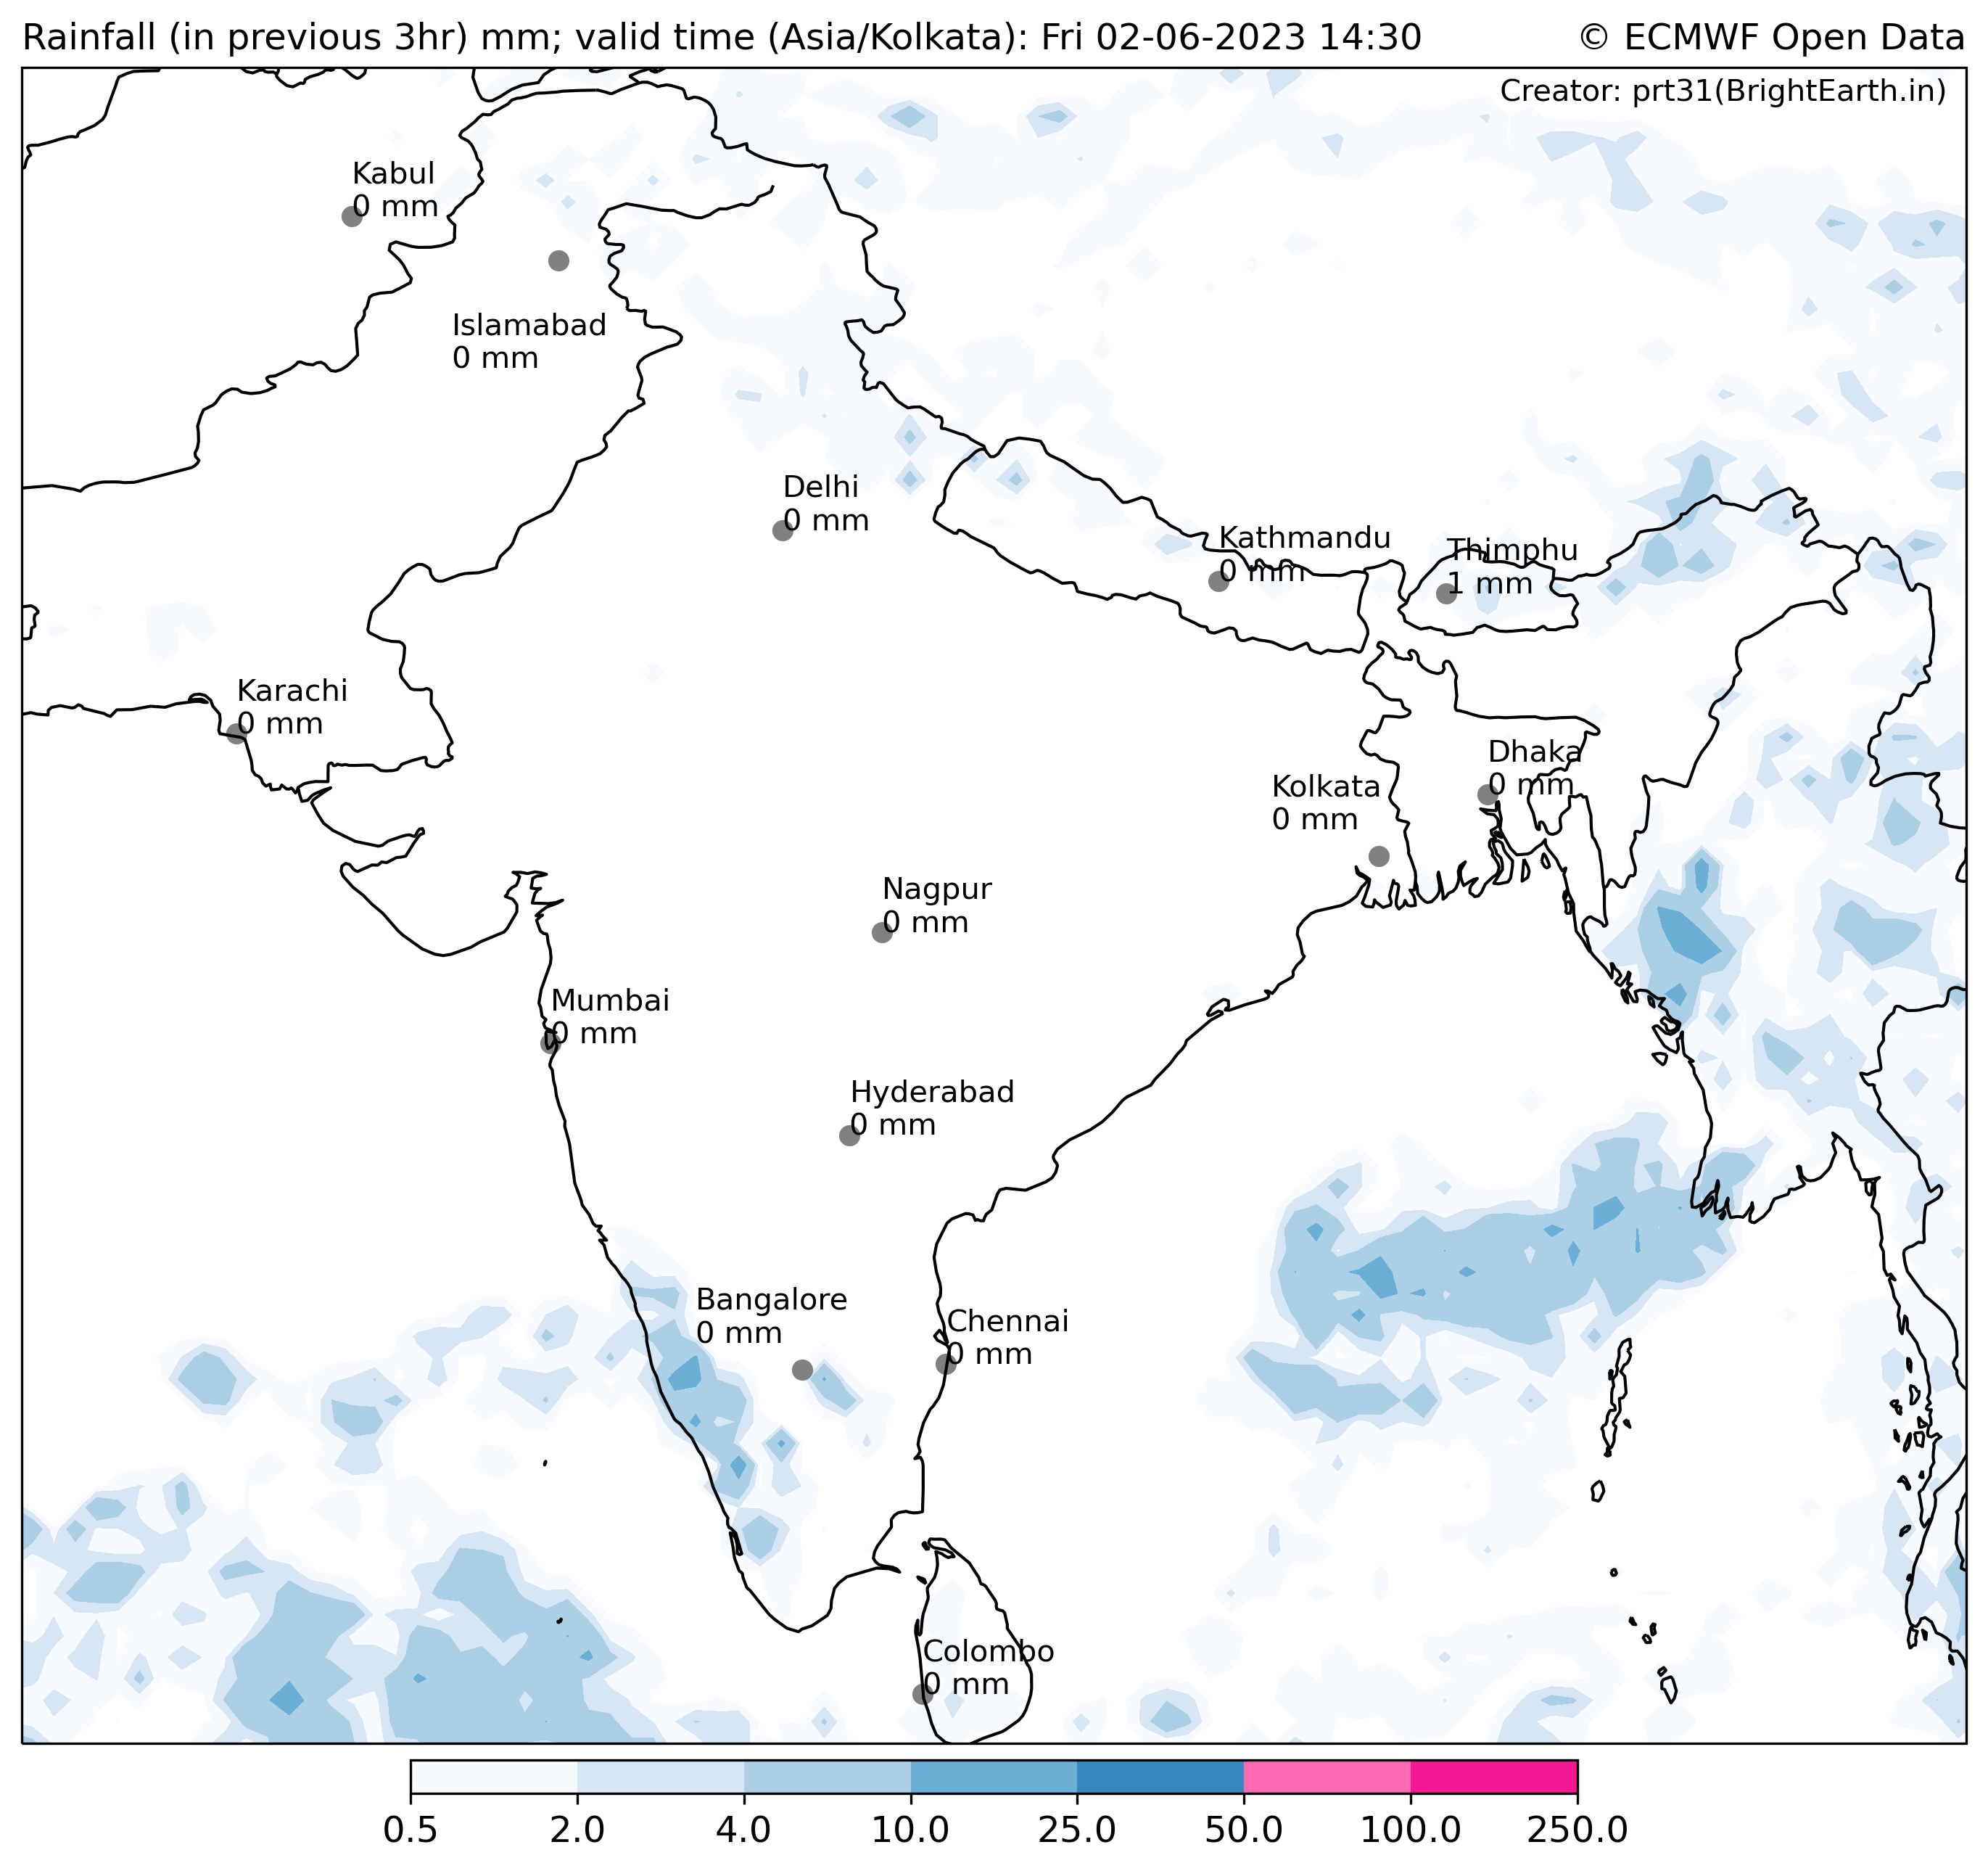 Rainfall (in previous 3hr) mm; valid time (Asia/Kolkata): Fri 02-06-2023 14:30
© ECMWF Open Data
Creator: prt31(BrightEarth.in)
Kabul
0 mm
Islamabad
0 mm
Delhi
0 mm
Kathmandu
0 mm
Thimphu
1 mm
Karachi
0 mm
Dhaka
0 mm
Kolkata
0 mm
Nagpur
0 mm
Mumbai
0 mm
Hyderabad
0 mm
Bangalore
0 mm
Chennai
0 mm
Colombo
0 mm
0.5 2.0 4.0 10.0 25.0 50.0 100.0 250.0